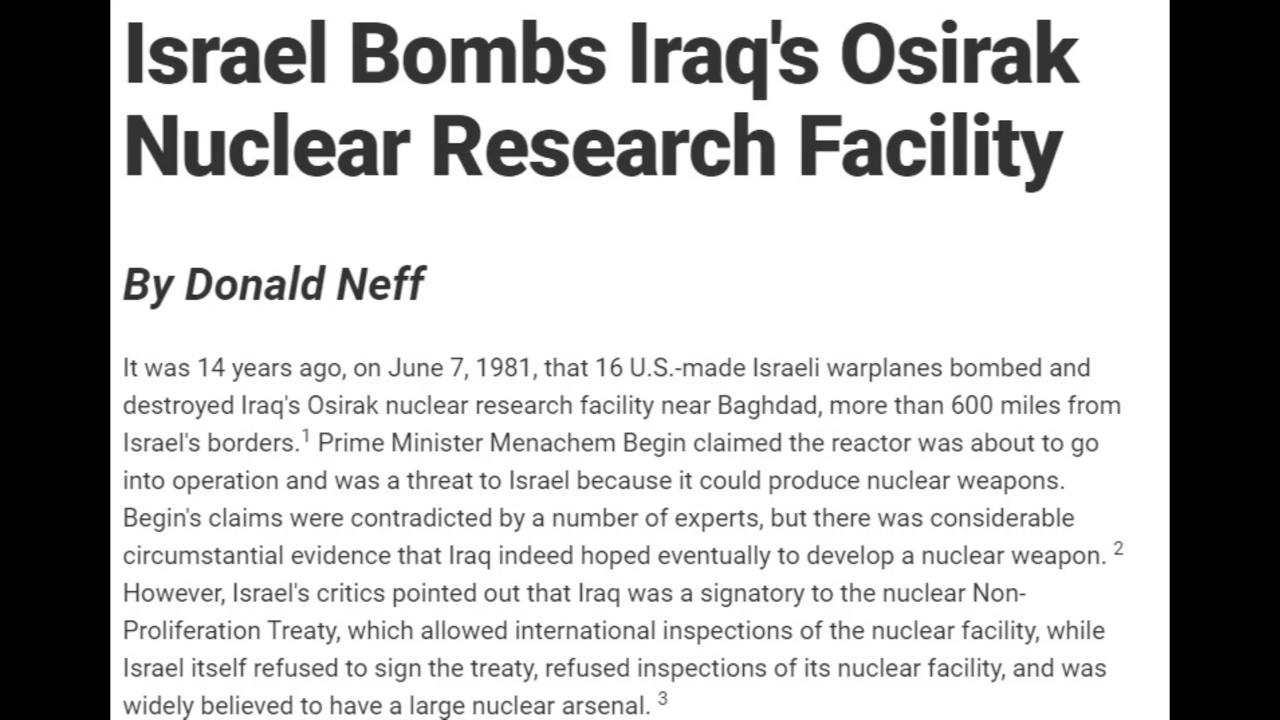 Israel Bombs Iraq's Osirak
Nuclear Research Facility
By Donald Neff
It was 14 years ago, on June 7, 1981, that 16 U.S.-made Israeli warplanes bombed and
destroyed Iraq's Osirak nuclear research facility near Baghdad, more than 600 miles from
Israel's borders.1 Prime Minister Menachem Begin claimed the reactor was about to go
into operation and was a threat to Israel because it could produce nuclear weapons.
Begin's claims were contradicted by a number of experts, but there was considerable
circumstantial evidence that Iraq indeed hoped eventually to develop a nuclear weapon. 2
However, Israel's critics pointed out that Iraq was a signatory to the nuclear Non-
Proliferation Treaty, which allowed international inspections of the nuclear facility, while
Israel itself refused to sign the treaty, refused inspections of its nuclear facility, and was
widely believed to have a large nuclear arsenal. 3